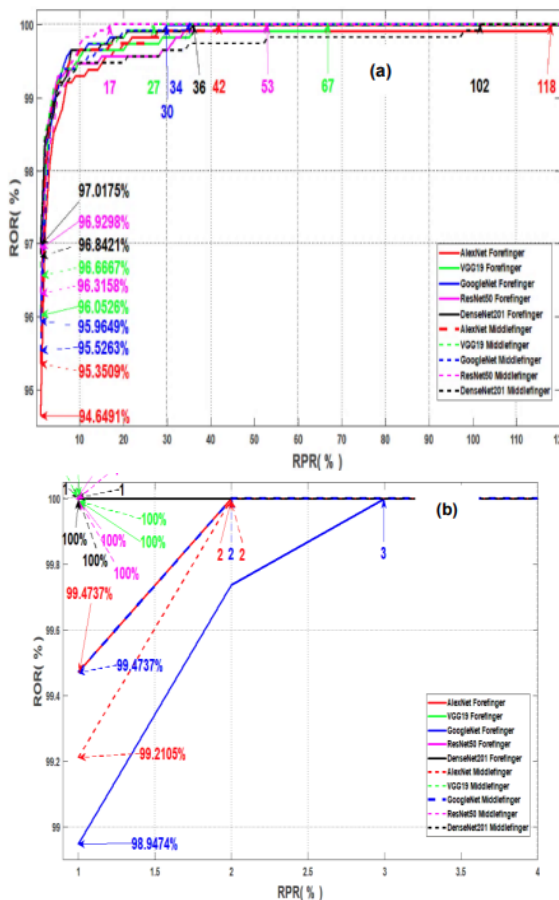 100
99
98
97
96
95
ROR( % )
(a)
17
27
34
30
36
42
53
67
102
118
97.0175%
96.9298%
96.8421%
96.6667%
96.3158%
96.0526%
95.9649%
95.5263%
95.3509%
94.6491%
AlexNet Forefinger
VGG19 Forefinger
GoogleNet Forefinger
ResNet50 Forefinger
DenseNet201 Forefinger
AlexNet Middlefinger
VGG19 Middlefinger
GoogleNet Middlefinger
ResNet50 Middlefinger
DenseNet201 Middlefinger
10 20 30 40 50 60 70 80 90 100 110 120
RPR( % )
(b)
1 1
100
99.8
99.6
99.4
99.2
99
ROR( % )
100%
100%
100%
100%
100%
100%
100%
2 2 2
3
99.4737%
99.4737%
99.2105%
98.9474%
AlexNet Forefinger
VGG19 Forefinger
GoogleNet Forefinger
ResNet50 Forefinger
DenseNet201 Forefinger
AlexNet Middlefinger
VGG19 Middlefinger
GoogleNet Middlefinger
ResNet50 Middlefinger
DenseNet201 Middlefinger
1 1.5 2 2.5 3 3.5 4
RPR( % )